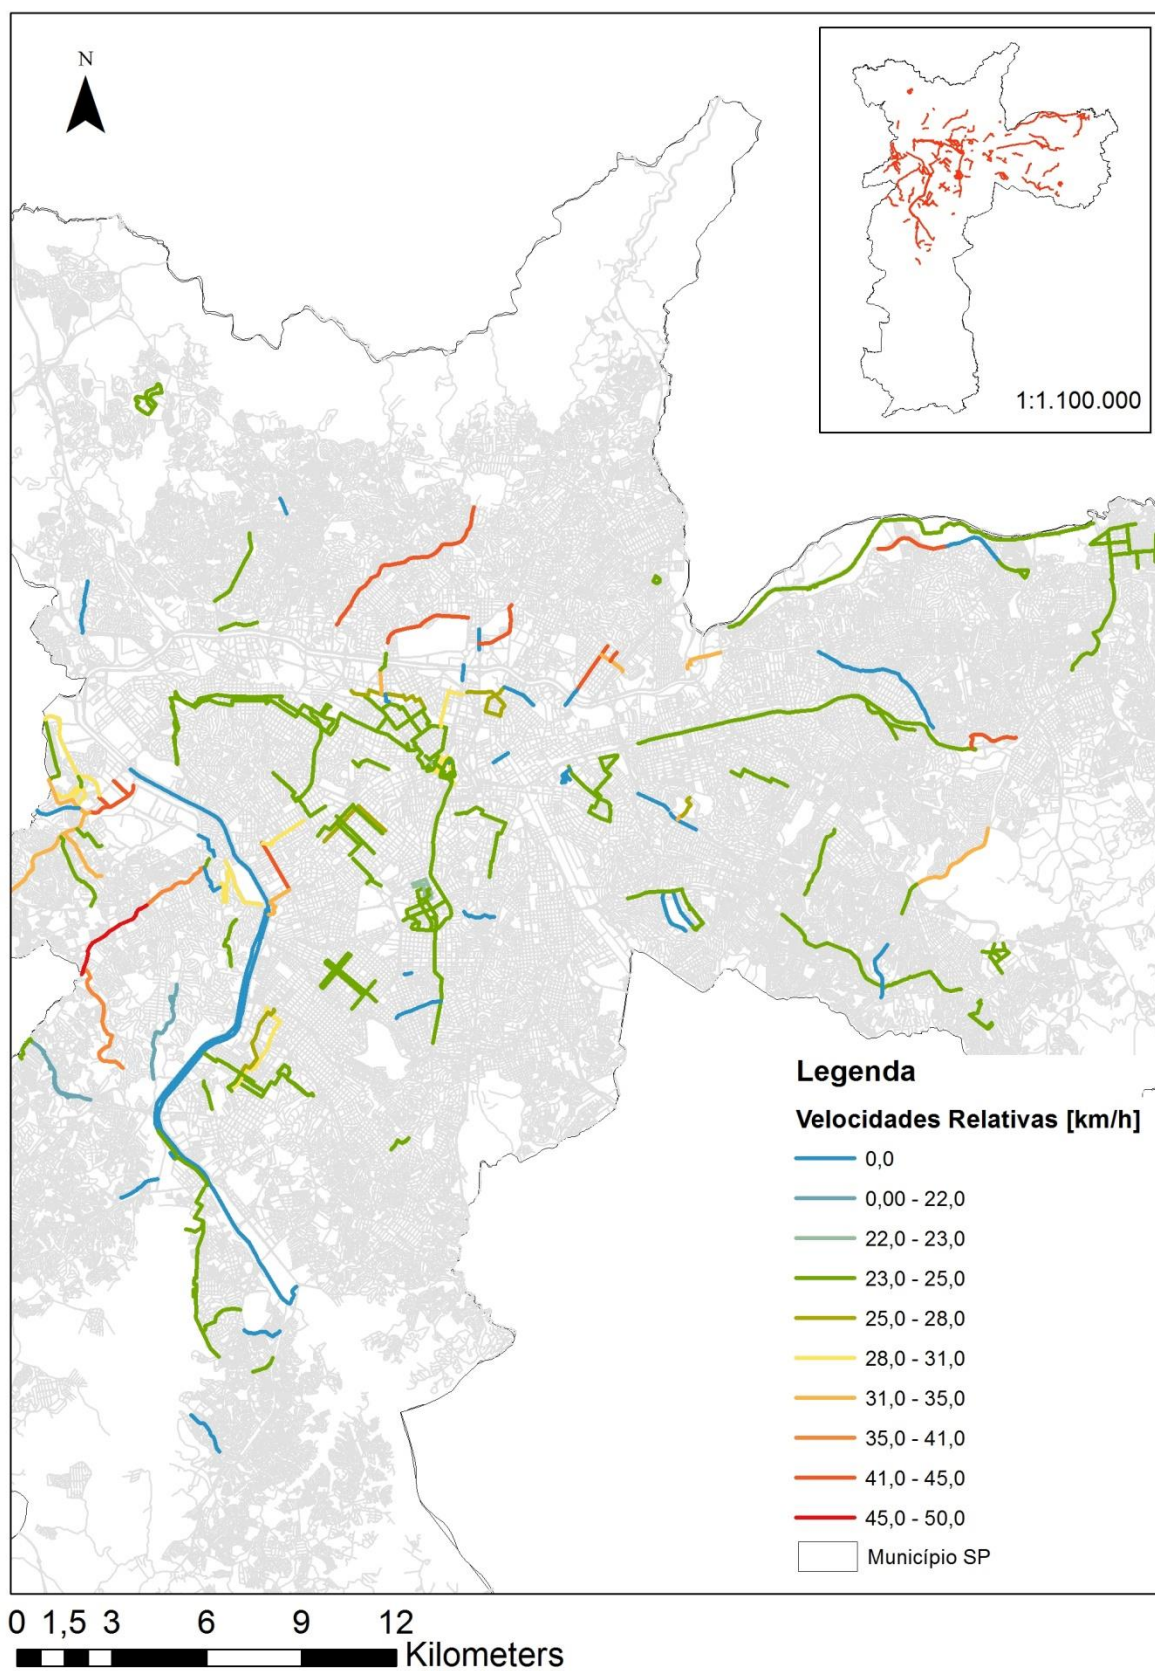 N
1:1.100.000
Legenda
Velocidades Relativas [km/h]
0,0
0,00 - 22,0
22,0 - 23,0
23,0 - 25,0
25,0 - 28,0
28,0 - 31,0
31,0 - 35,0
35,0 - 41,0
41,0 - 45,0
45,0 - 50,0
Município SP
0 1,5 3 6 9 12
Kilometers